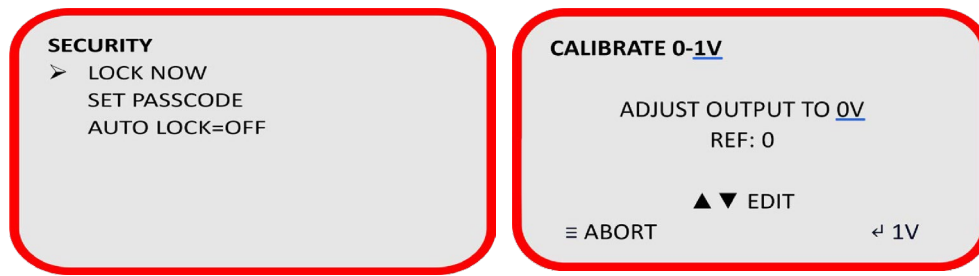 SECURITY
➢ LOCK NOW
SET PASSCODE
AUTO LOCK=OFF
CALIBRATE 0-1V
ADJUST OUTPUT TO 0V
REF: 0
▲ ▼ EDIT
≡ ABORT ↵ 1V